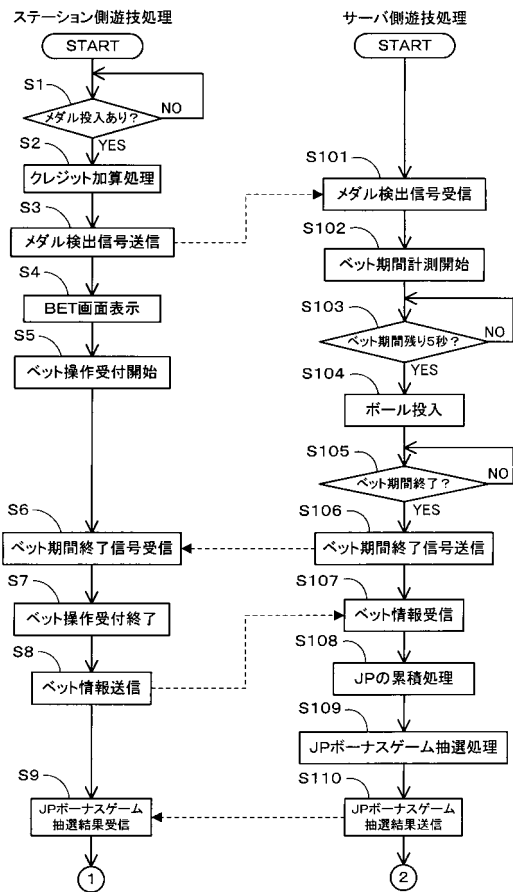 ステーション側遊技処理
START
S1
メダル投入あり?
NO
YES
S2
クレジット加算処理
S3
メダル検出信号送信
S4
BET画面表示
S5
ベット操作受付開始
S6
ベット期間終了信号受信
S7
ベット操作受付終了
S8
ベット情報送信
S9
JPボーナスゲーム
抽選結果受信
1
サーバ側遊技処理
START
S101
メダル検出信号受信
S102
ベット期間計測開始
S103
ベット期間残り5秒?
NO
YES
S104
ボール投入
S105
ベット期間終了?
NO
YES
S106
ベット期間終了信号送信
S107
ベット情報受信
S108
JPの累積処理
S109
JPボーナスゲーム抽選処理
S110
JPボーナスゲーム
抽選結果送信
2